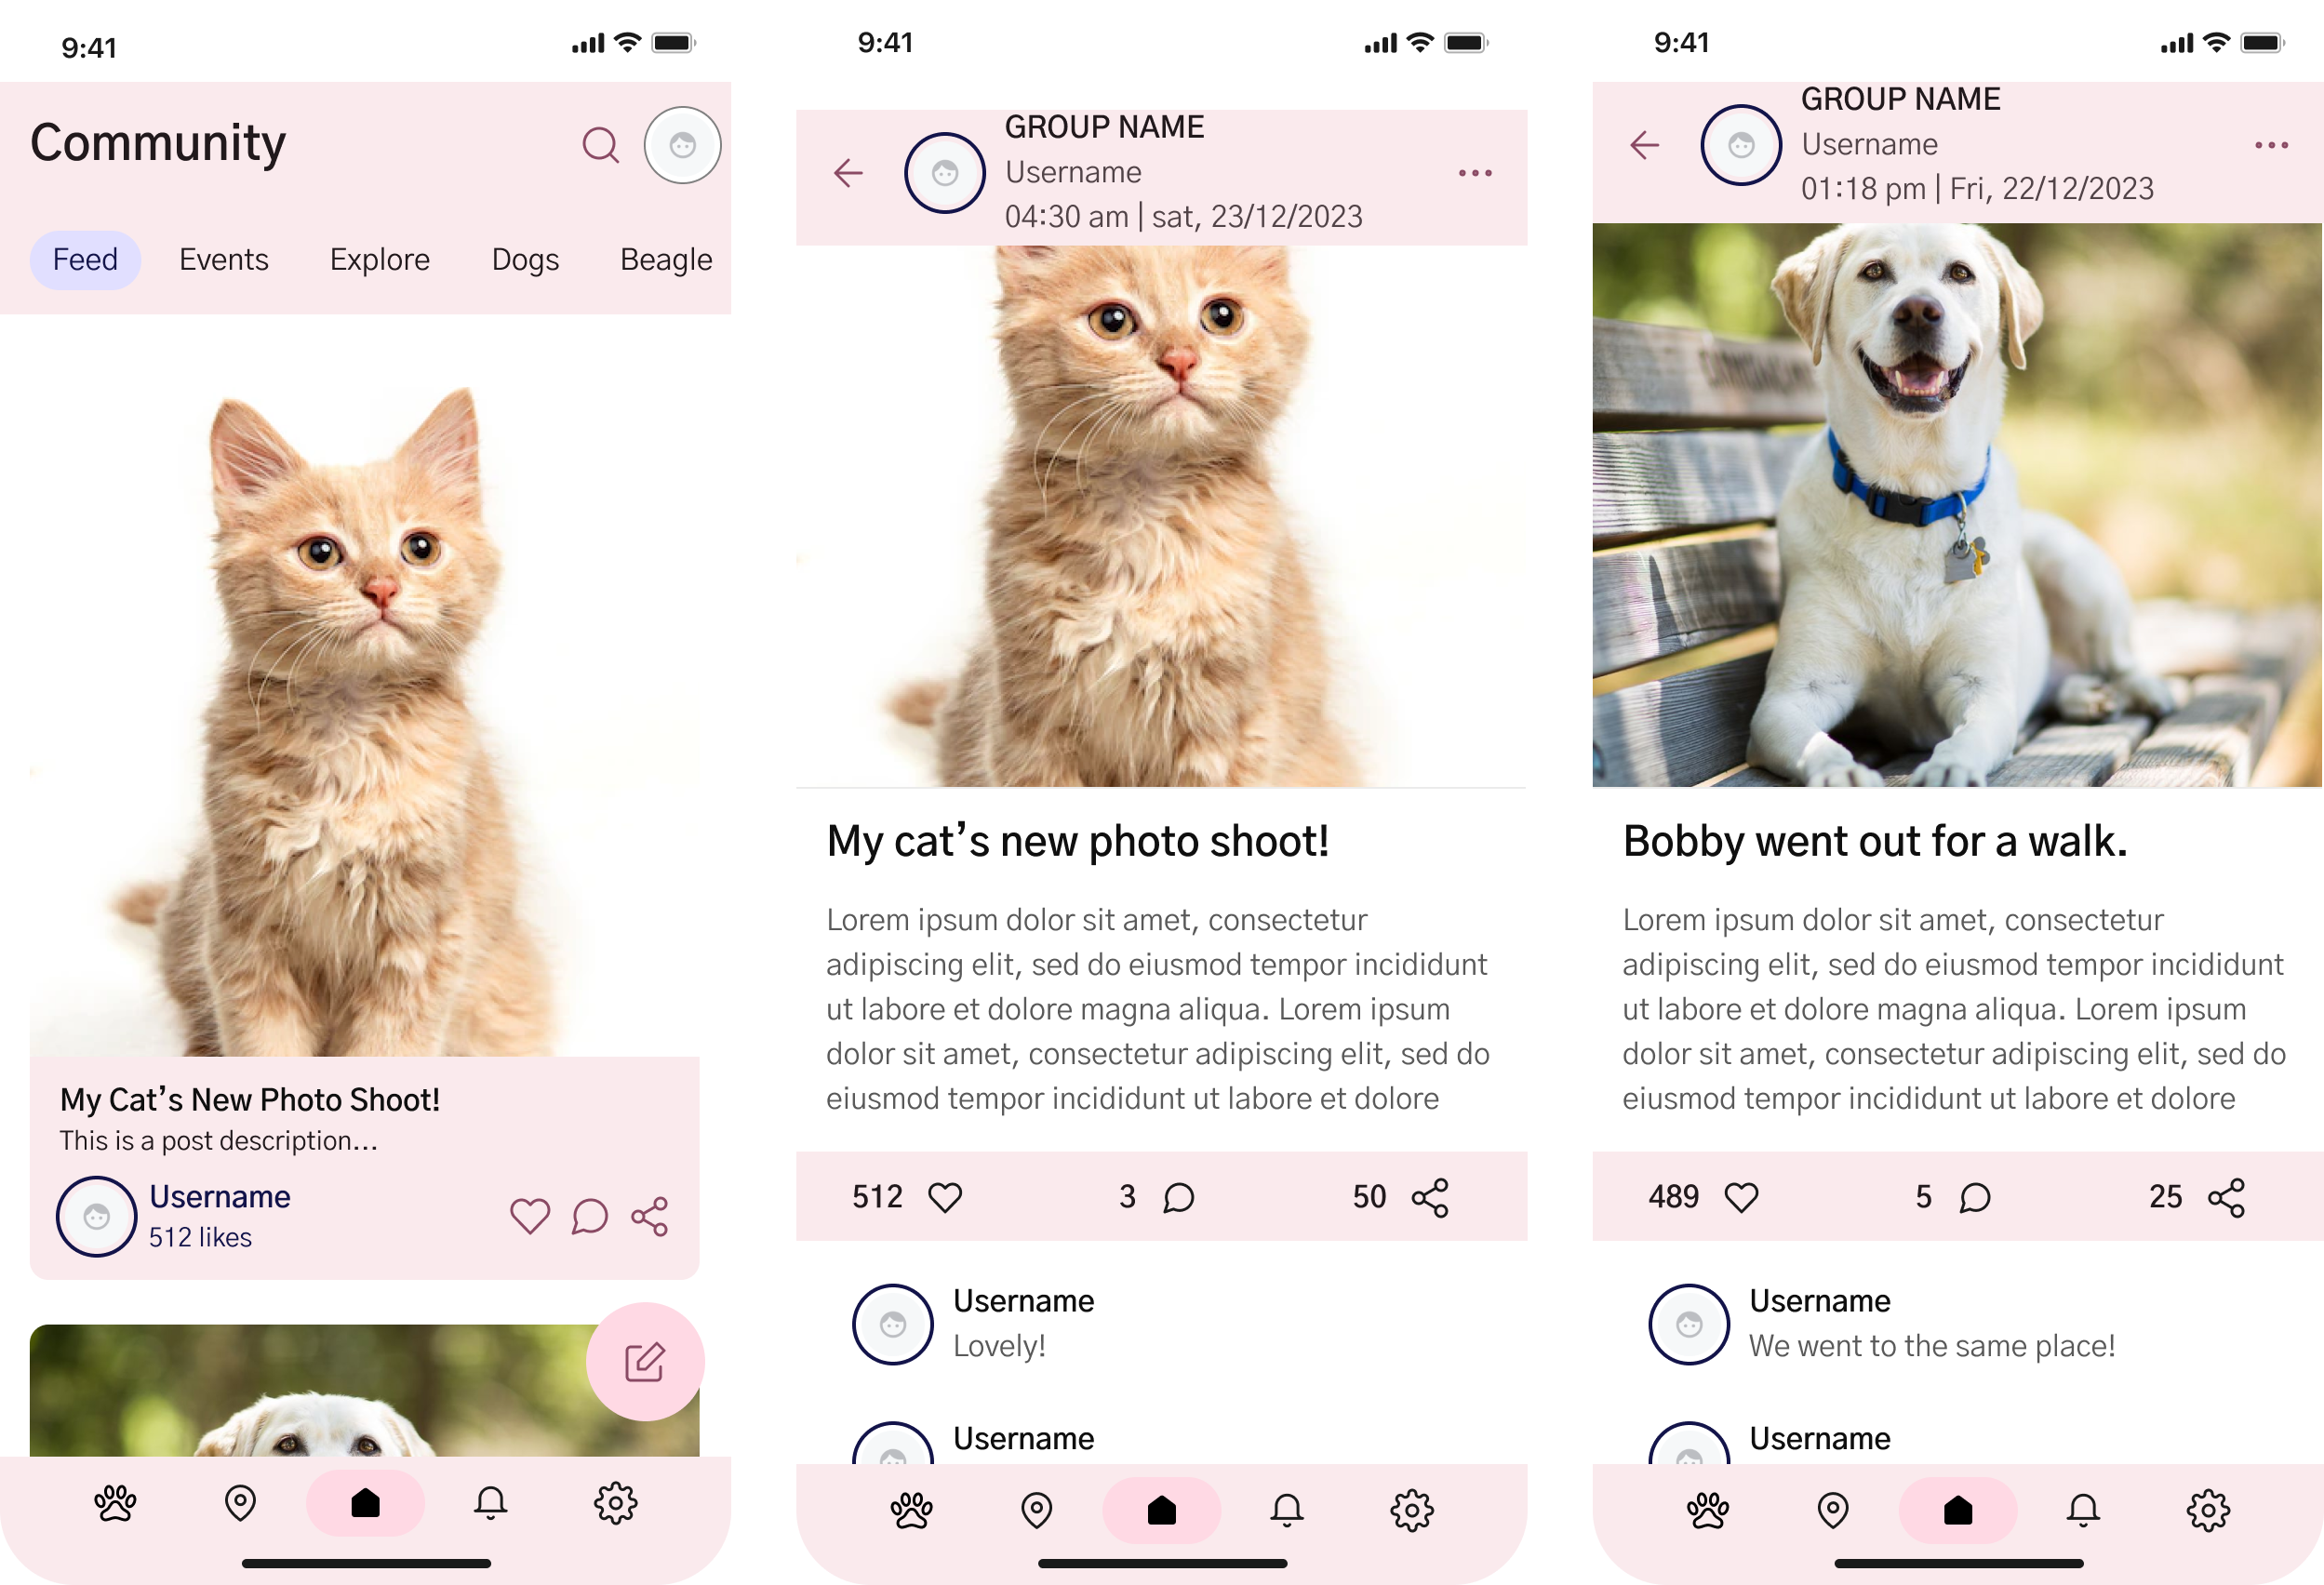 9:41
Community
Feed Events Explore Dogs Beagle
My Cat’s New Photo Shoot!
This is a post description...
Username
512 likes
9:41
GROUP NAME
Username
04:30 am | sat, 23/12/2023
My cat’s new photo shoot!
Lorem ipsum dolor sit amet, consectetur
adipiscing elit, sed do eiusmod tempor incididunt
ut labore et dolore magna aliqua. Lorem ipsum
dolor sit amet, consectetur adipiscing elit, sed do
eiusmod tempor incididunt ut labore et dolore
512 3 50
Username
Lovely!
Username
9:41
GROUP NAME
Username
01:18 pm | Fri, 22/12/2023
Bobby went out for a walk.
Lorem ipsum dolor sit amet, consectetur
adipiscing elit, sed do eiusmod tempor incididunt
ut labore et dolore magna aliqua. Lorem ipsum
dolor sit amet, consectetur adipiscing elit, sed do
eiusmod tempor incididunt ut labore et dolore
489 5 25
Username
We went to the same place!
Username